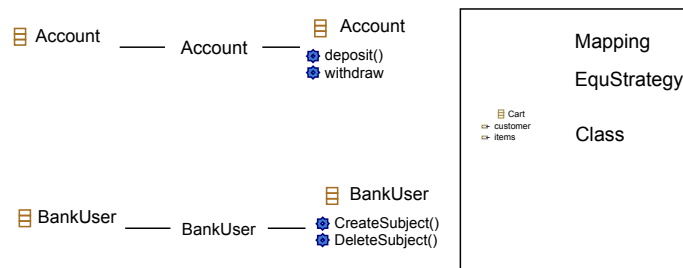 Account
Account
Account
deposit()
withdraw
BankUser
BankUser
BankUser
CreateSubject()
DeleteSubject()
Mapping
EquStrategy
Cart
customer
items
Class